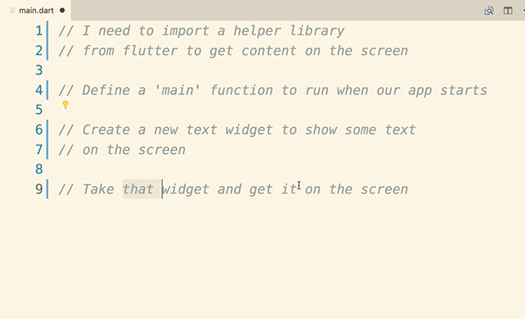 main.dart
1 // I need to import a helper library
2 // from flutter to get content on the screen
3
4 // Define a 'main' function to run when our app starts
5
6 // Create a new text widget to show some text
7 // on the screen
8
9 // Take that widget and get it on the screen